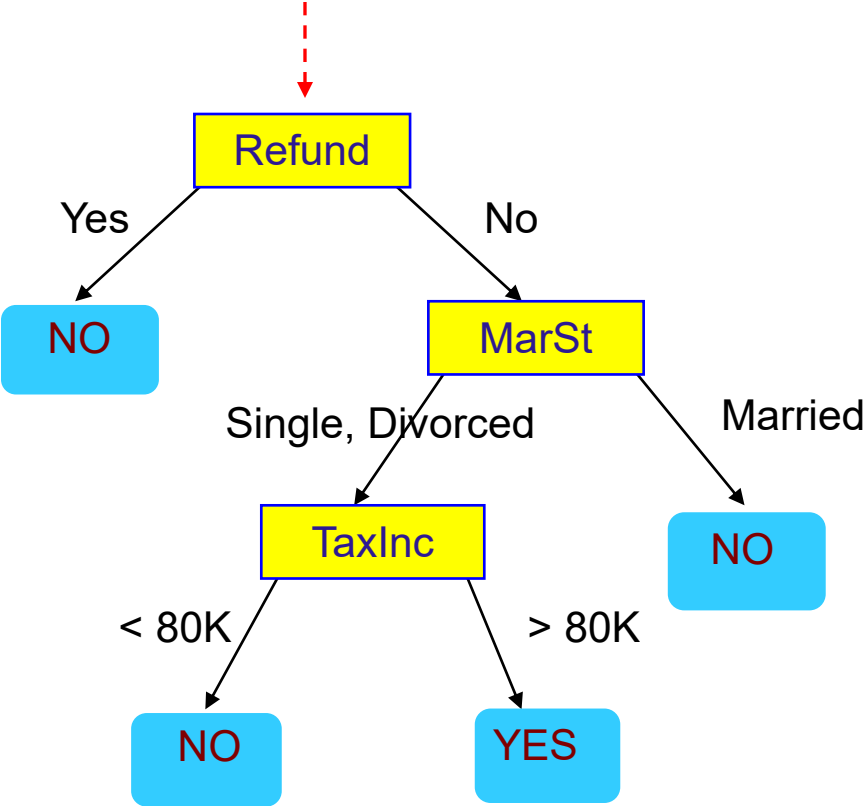 Refund
Yes
No
NO
MarSt
Single, Divorced
Married
TaxInc
NO
< 80K
> 80K
NO
YES